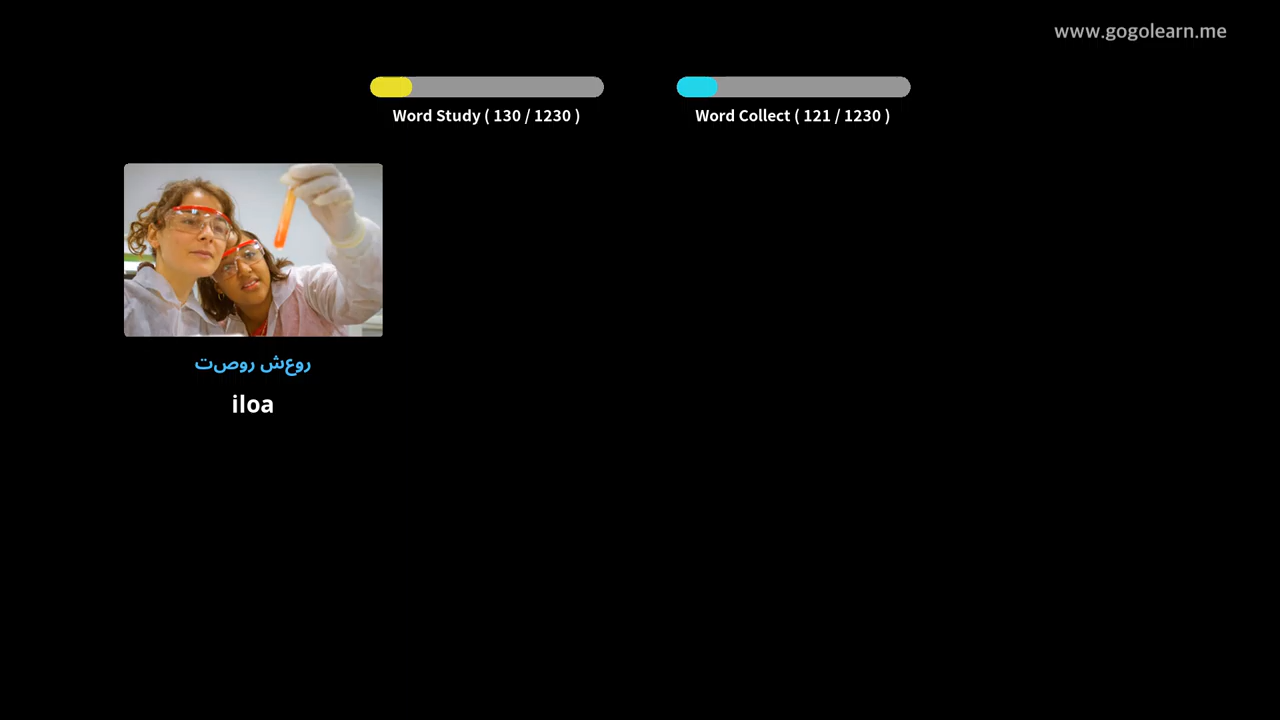 www.gogolearn.me
Word Study ( 130 / 1230 )
Word Collect ( 121 / 1230 )
روعش روصت
iloa